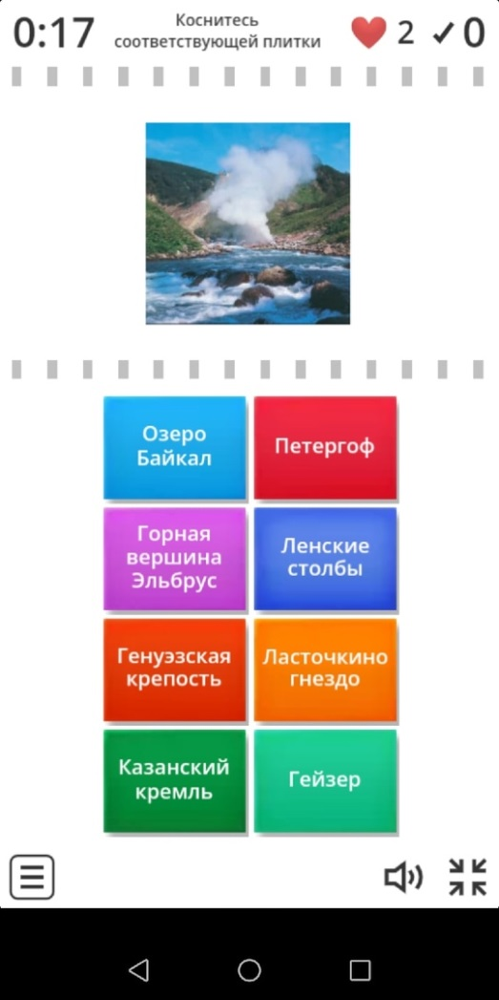 0:17
Коснитесь
соответствующей плитки
2
0
Озеро
Байкал
Петергоф
Горная
вершина
Эльбрус
Ленские
столбы
Генуэзская
крепость
Ласточкино
гнездо
Казанский
кремль
Гейзер